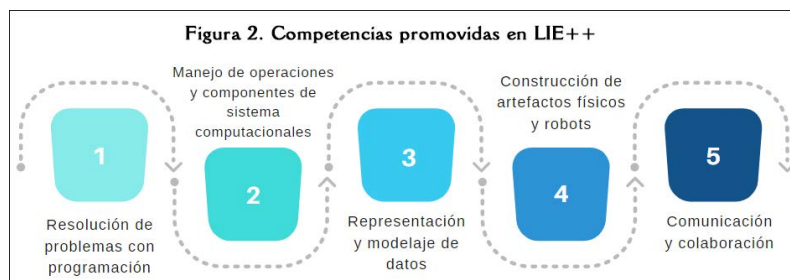 Figura 2. Competencias promovidas en LIE++
1
Resolución de
problemas con
programación
Manejo de operaciones
y componentes de
sistema
computacionales
2
3
Representación
y modelaje de
datos
Construcción de
artefactos físicos
y robots
4
5
Comunicación
y colaboración